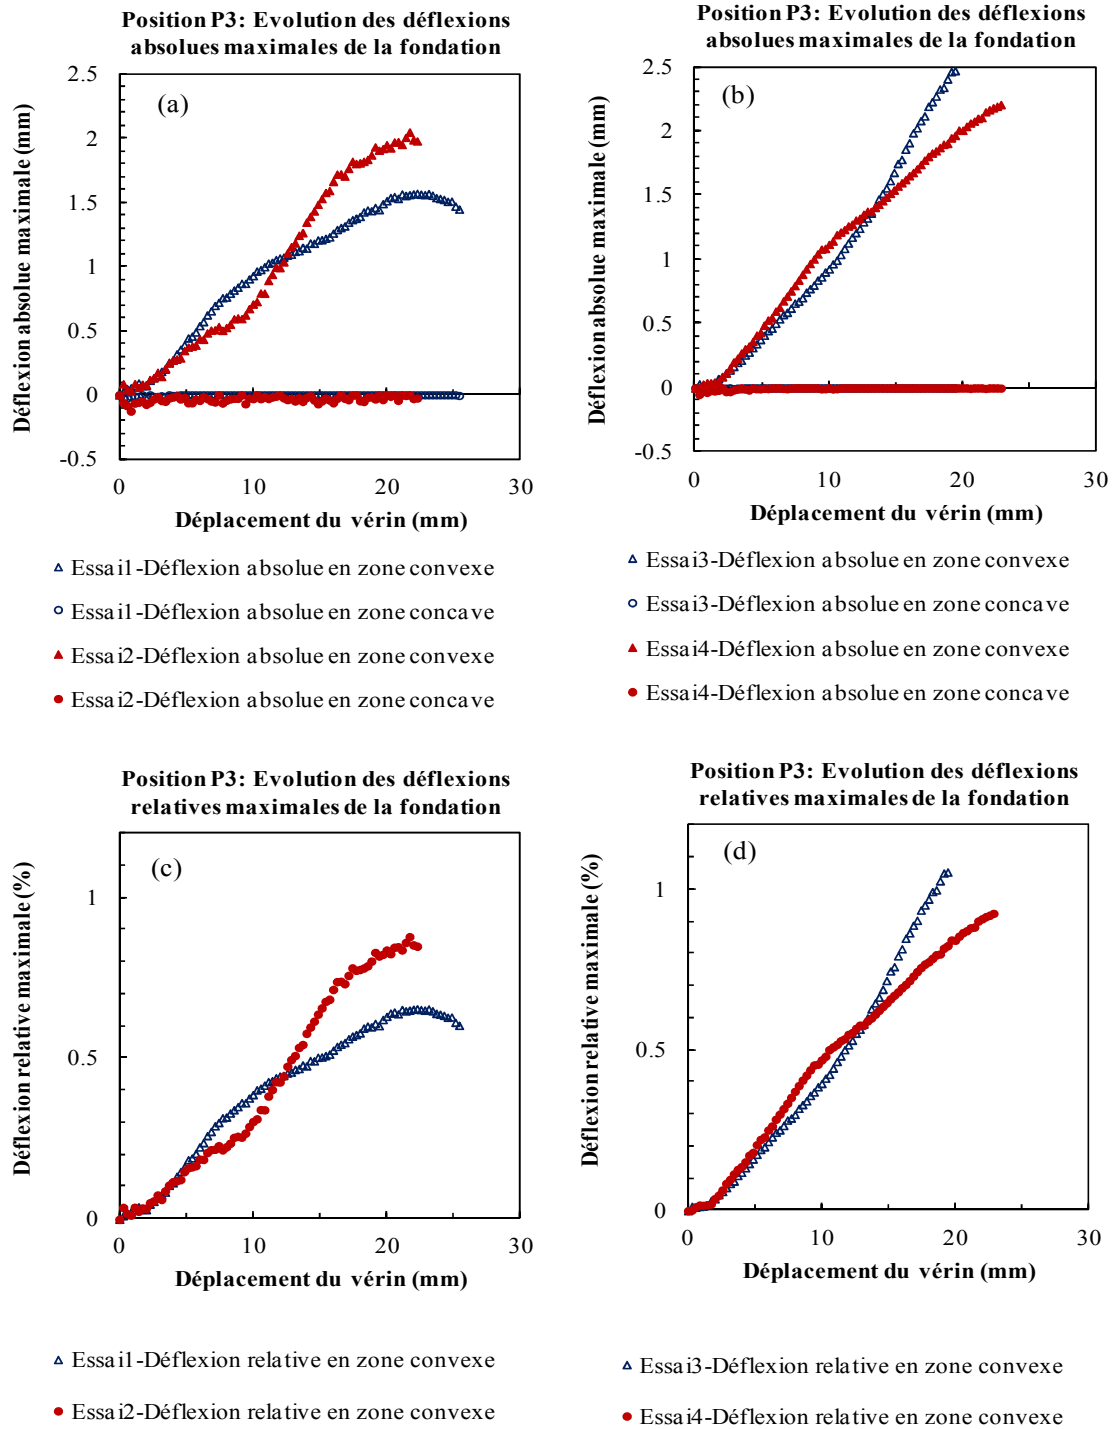 Position P3: Evolution des déflexions
absolues maximales de la fondation
(a)
Déflexion absolue maximale (mm)
2.5
2
1.5
1
0.5
0
-0.5
0
10
20
30
Déplacement du vérin (mm)
Essai1-Déflexion absolue en zone convexe
Essai1-Déflexion absolue en zone concave
Essai2-Déflexion absolue en zone convexe
Essai2-Déflexion absolue en zone concave
Position P3: Evolution des déflexions
absolues maximales de la fondation
(b)
Déflexion absolue maximale (mm)
2.5
2
1.5
1
0.5
0
-0.5
0
10
20
30
Déplacement du vérin (mm)
Essai3-Déflexion absolue en zone convexe
Essai3-Déflexion absolue en zone concave
Essai4-Déflexion absolue en zone convexe
Essai4-Déflexion absolue en zone concave
Position P3: Evolution des déflexions
relatives maximales de la fondation
(c)
Déflexion relative maximale (%)
1
0.5
0
0
10
20
30
Déplacement du vérin (mm)
Essai1-Déflexion relative en zone convexe
Essai2-Déflexion relative en zone convexe
Position P3: Evolution des déflexions
relatives maximales de la fondation
(d)
Déflexion relative maximale (%)
1
0.5
0
0
10
20
30
Déplacement du vérin (mm)
Essai3-Déflexion relative en zone convexe
Essai4-Déflexion relative en zone convexe